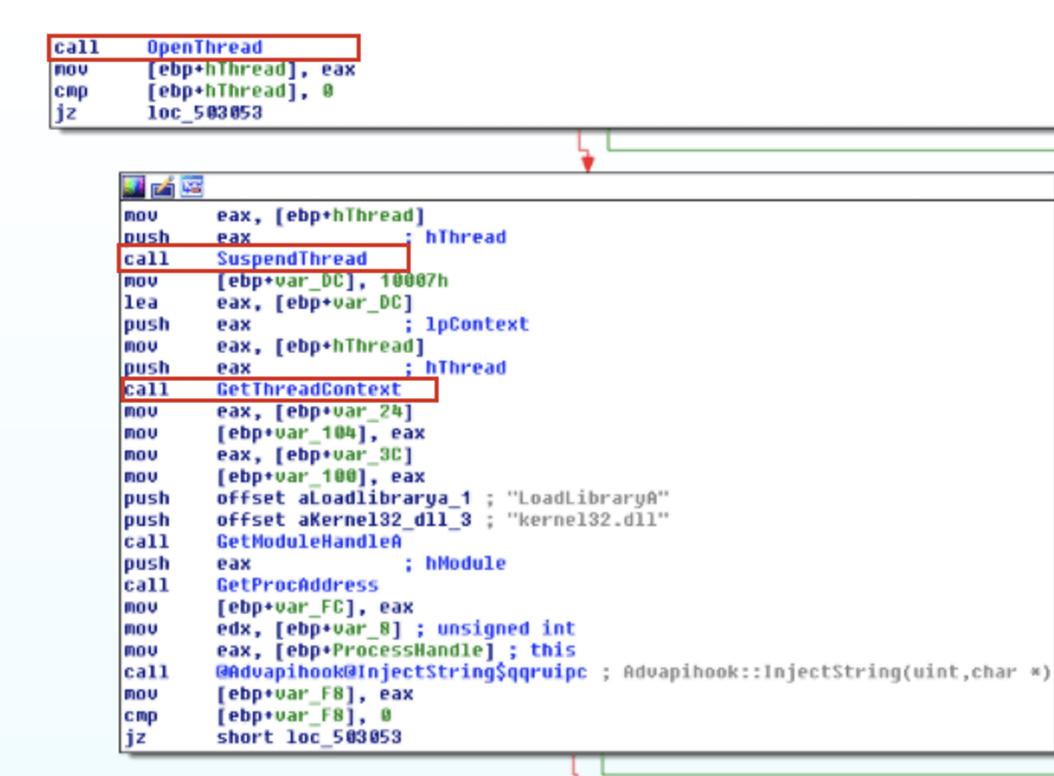 call OpenThread
mov [ebp+hThread], eax
cmp [ebp+hThread], 0
jz loc_503053
mov eax, [ebp+hThread]
push eax ; hThread
call SuspendThread
mov [ebp+var_DC], 10007h
lea eax, [ebp+var_DC]
push eax ; lpContext
mov eax, [ebp+hThread]
push eax ; hThread
call GetThreadContext
mov eax, [ebp+var_24]
mov [ebp+var_104], eax
mov eax, [ebp+var_3C]
mov [ebp+var_100], eax
push offset aLoadlibrarya_1 ; "LoadLibraryA"
push offset aKernel32_dll_3 ; "kernel32.dll"
call GetModuleHandleA
push eax ; hModule
call GetProcAddress
mov [ebp+var_FC], eax
mov edx, [ebp+var_8] ; unsigned int
mov eax, [ebp+ProcessHandle] ; this
call @Advapihook@InjectString$qqruipc ; Advapihook::InjectString(uint,char *)
mov [ebp+var_F8], eax
cmp [ebp+var_F8], 0
jz short loc_503053